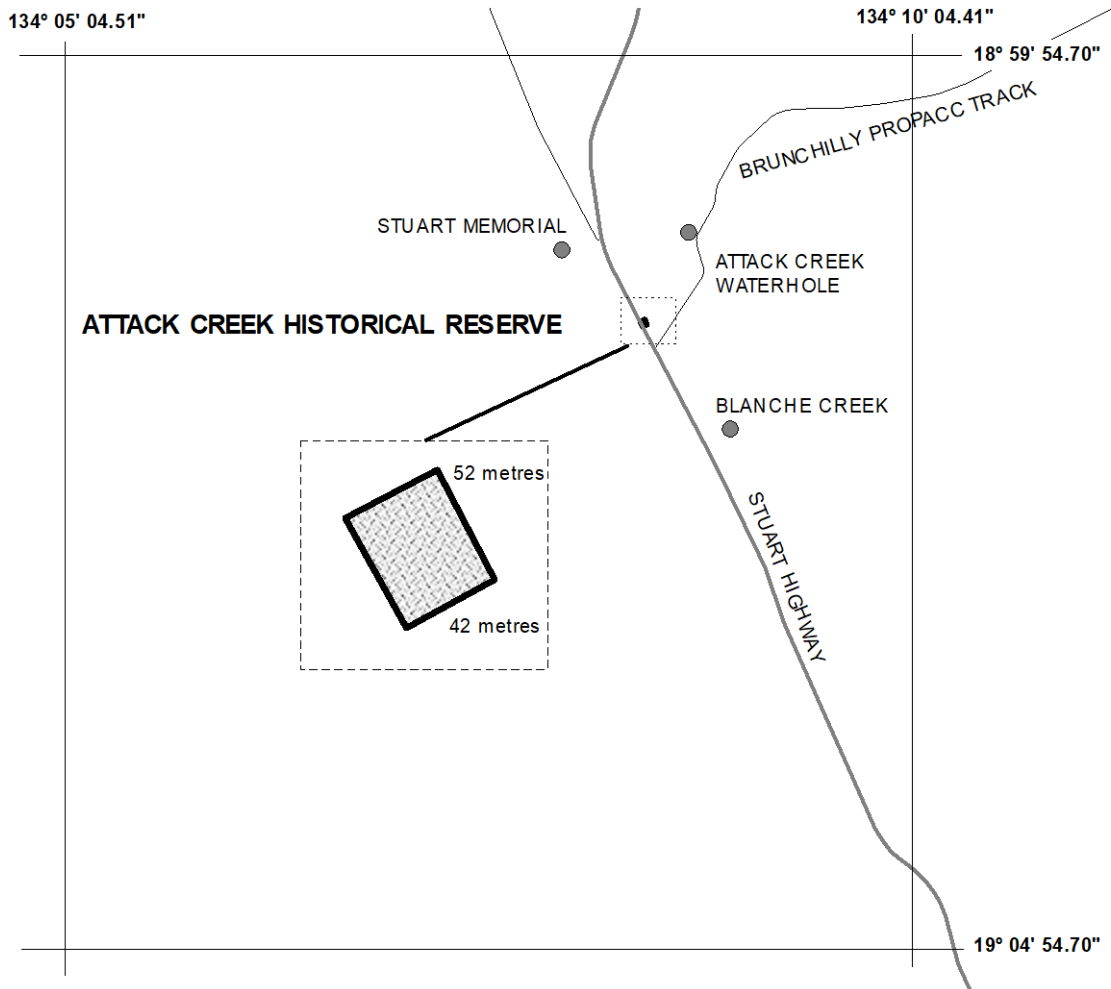 134° 05' 04.51"
134° 10' 04.41"
18° 59' 54.70"
BRUNCHILLY PROPACC TRACK
STUART MEMORIAL
ATTACK CREEK
WATERHOLE
ATTACK CREEK HISTORICAL RESERVE
BLANCHE CREEK
52 metres
STUART HIGHWAY
42 metres
19° 04' 54.70"